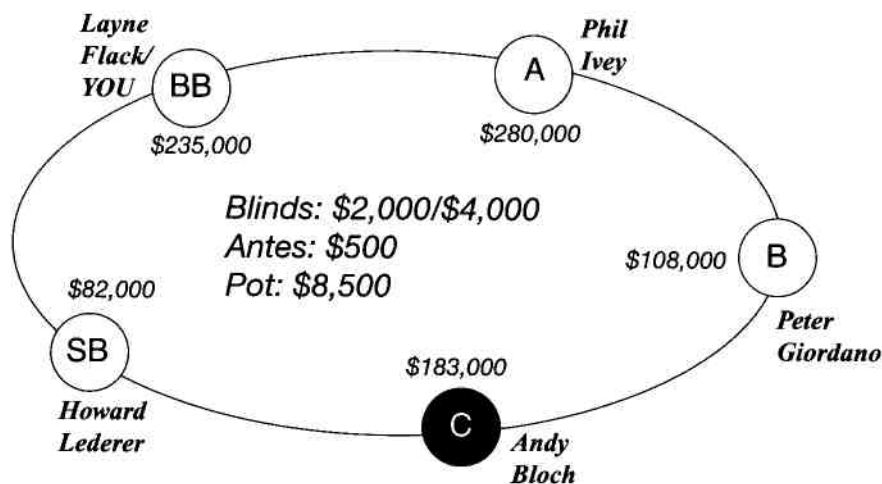 Layne
Flack/
YOU
BB
$235,000
Phil
Ivey
A
$280,000
Blinds: $2,000/$4,000
Antes: $500
Pot: $8,500
$108,000
B
Peter
Giordano
$82,000
SB
Howard
Lederer
$183,000
C
Andy
Bloch